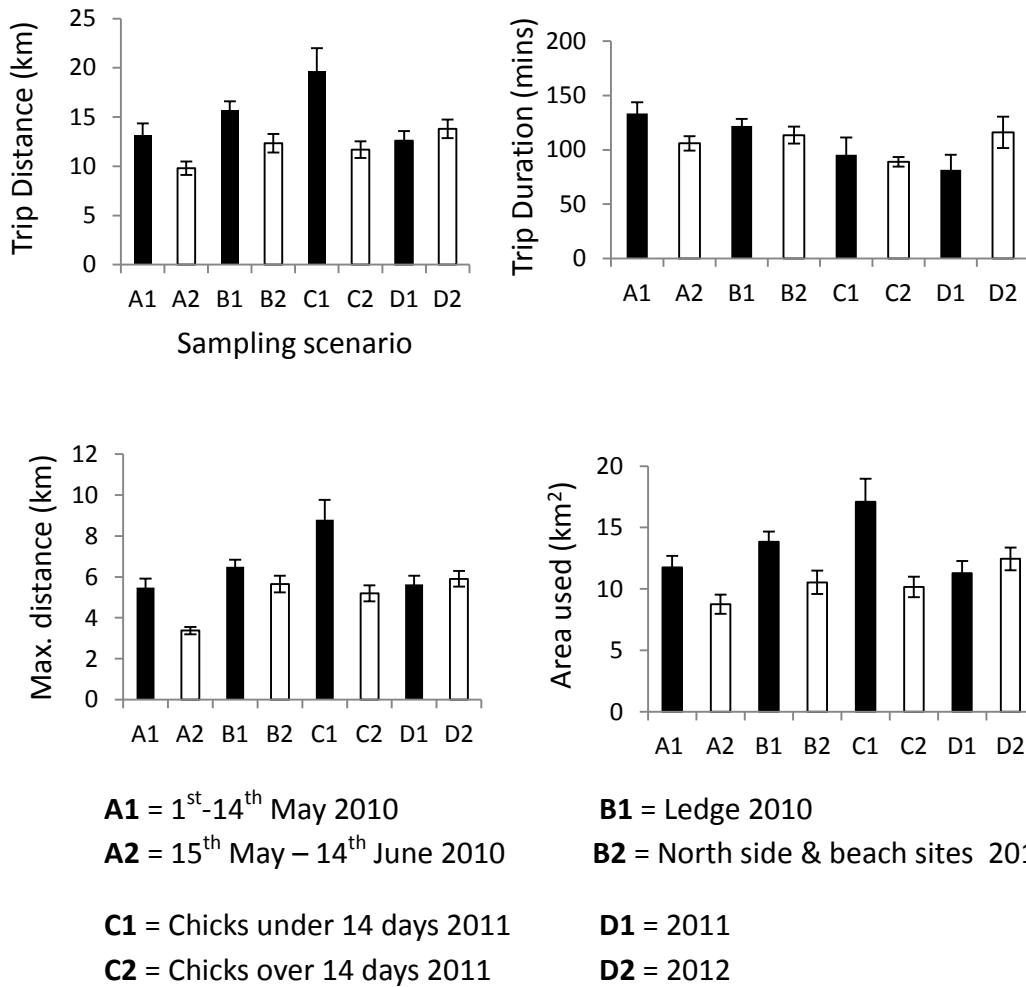 Trip Distance (km)
25
20
15
10
5
0
A1 A2 B1 B2 C1 C2 D1 D2
Sampling scenario
Trip Duration (mins)
200
150
100
50
0
A1 A2 B1 B2 C1 C2 D1 D2
Max. distance (km)
12
10
8
6
4
2
0
A1 A2 B1 B2 C1 C2 D1 D2
Area used (km²)
20
15
10
5
0
A1 A2 B1 B2 C1 C2 D1 D2
A1 = 1st-14th May 2010
A2 = 15th May – 14th June 2010
B1 = Ledge 2010
B2 = North side & beach sites
C1 = Chicks under 14 days 2011
C2 = Chicks over 14 days 2011
D1 = 2011
D2 = 2012